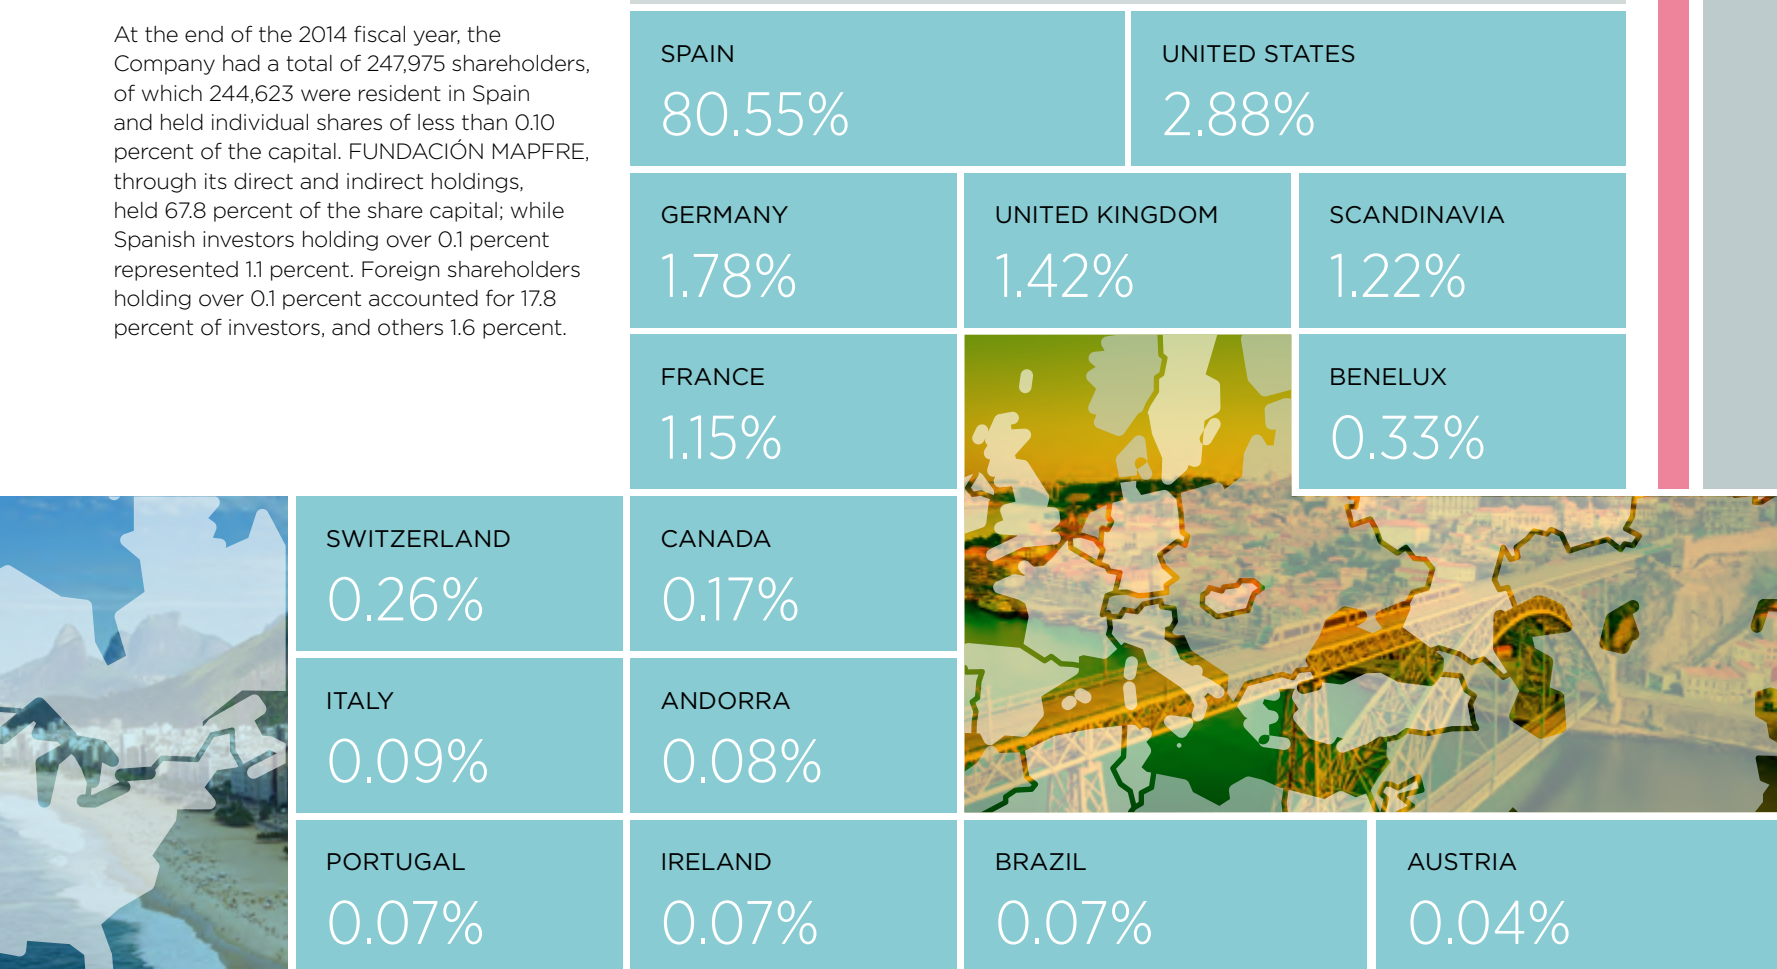 At the end of the 2014 fiscal year, the
Company had a total of 247,975 shareholders,
of which 244,623 were resident in Spain
and held individual shares of less than 0.10
percent of the capital. FUNDACIÓN MAPFRE,
through its direct and indirect holdings,
held 67.8 percent of the share capital; while
Spanish investors holding over 0.1 percent
represented 1.1 percent. Foreign shareholders
holding over 0.1 percent accounted for 17.8
percent of investors, and others 1.6 percent.
SPAIN
80.55%
UNITED STATES
2.88%
GERMANY
1.78%
UNITED KINGDOM
1.42%
SCANDINAVIA
1.22%
FRANCE
1.15%
BENELUX
0.33%
SWITZERLAND
0.26%
CANADA
0.17%
ITALY
0.09%
ANDORRA
0.08%
PORTUGAL
0.07%
IRELAND
0.07%
BRAZIL
0.07%
AUSTRIA
0.04%